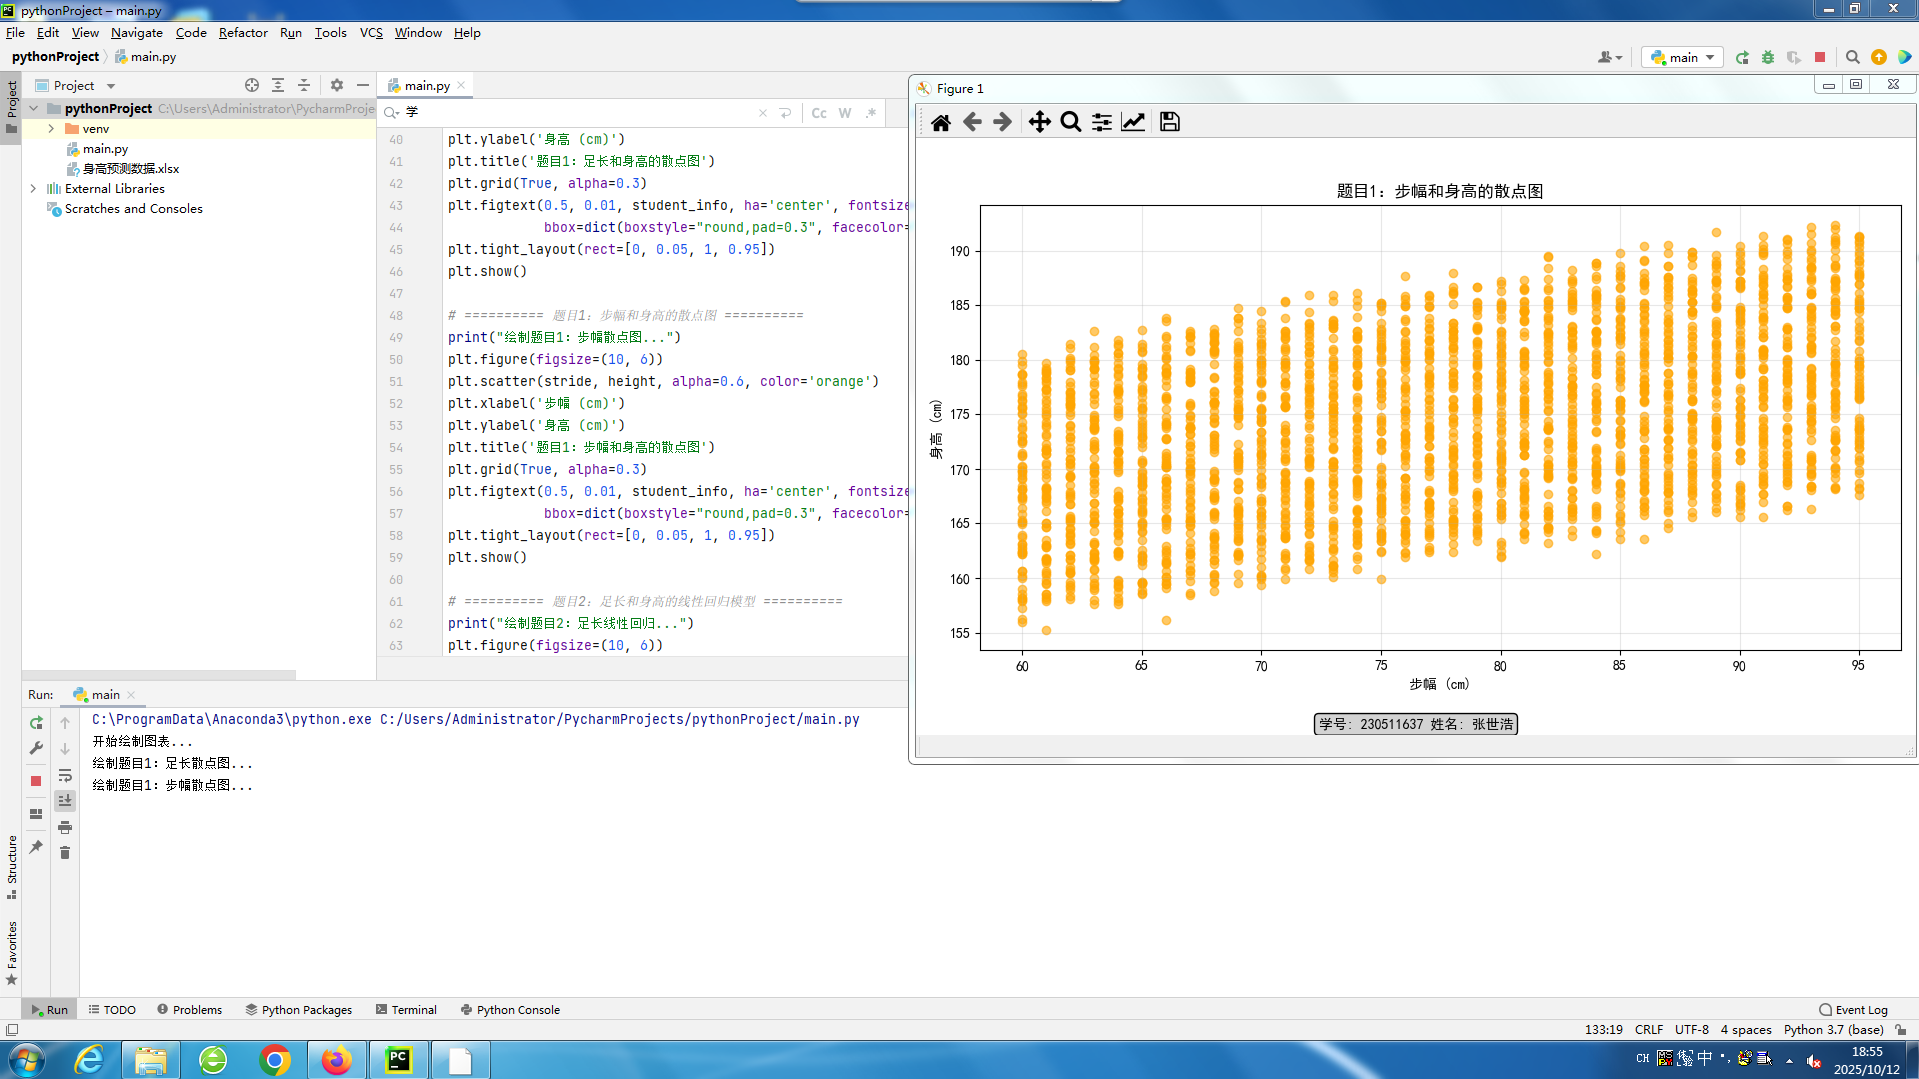 pythonProject – main.py
File Edit View Navigate Code Refactor Run Tools VCS Window Help
pythonProject main.py
main
Project
Project
main.py
pythonProject C:\Users\Administrator\PycharmProje
venv
main.py
身高预测数据.xlsx
External Libraries
Scratches and Consoles
学
Cc W .*
40 plt.ylabel('身高 (cm)')
41 plt.title('题目1：足长和身高的散点图')
42 plt.grid(True, alpha=0.3)
43 plt.figtext(0.5, 0.01, student_info, ha='center', fontsize
44 bbox=dict(boxstyle="round,pad=0.3", facecolor=
45 plt.tight_layout(rect=[0, 0.05, 1, 0.95])
46 plt.show()
47
48 # ========== 题目1：步幅和身高的散点图 ==========
49 print("绘制题目1：步幅散点图...")
50 plt.figure(figsize=(10, 6))
51 plt.scatter(stride, height, alpha=0.6, color='orange')
52 plt.xlabel('步幅 (cm)')
53 plt.ylabel('身高 (cm)')
54 plt.title('题目1：步幅和身高的散点图')
55 plt.grid(True, alpha=0.3)
56 plt.figtext(0.5, 0.01, student_info, ha='center', fontsize
57 bbox=dict(boxstyle="round,pad=0.3", facecolor=
58 plt.tight_layout(rect=[0, 0.05, 1, 0.95])
59 plt.show()
60
61 # ========== 题目2：足长和身高的线性回归模型 ==========
62 print("绘制题目2：足长线性回归...")
63 plt.figure(figsize=(10, 6))
Figure 1
题目1：步幅和身高的散点图
190
185
180
175
170
165
160
155
身高 (cm)
60 65 70 75 80 85 90 95
步幅 (cm)
学号: 230511637 姓名: 张世浩
Run: main
C:\ProgramData\Anaconda3\python.exe C:/Users/Administrator/PycharmProjects/pythonProject/main.py
开始绘制图表...
绘制题目1：足长散点图...
绘制题目1：步幅散点图...
Structure
Favorites
Run TODO Problems Python Packages Terminal Python Console Event Log
133:19 CRLF UTF-8 4 spaces Python 3.7 (base)
PC
CH 中
18:55
2025/10/12